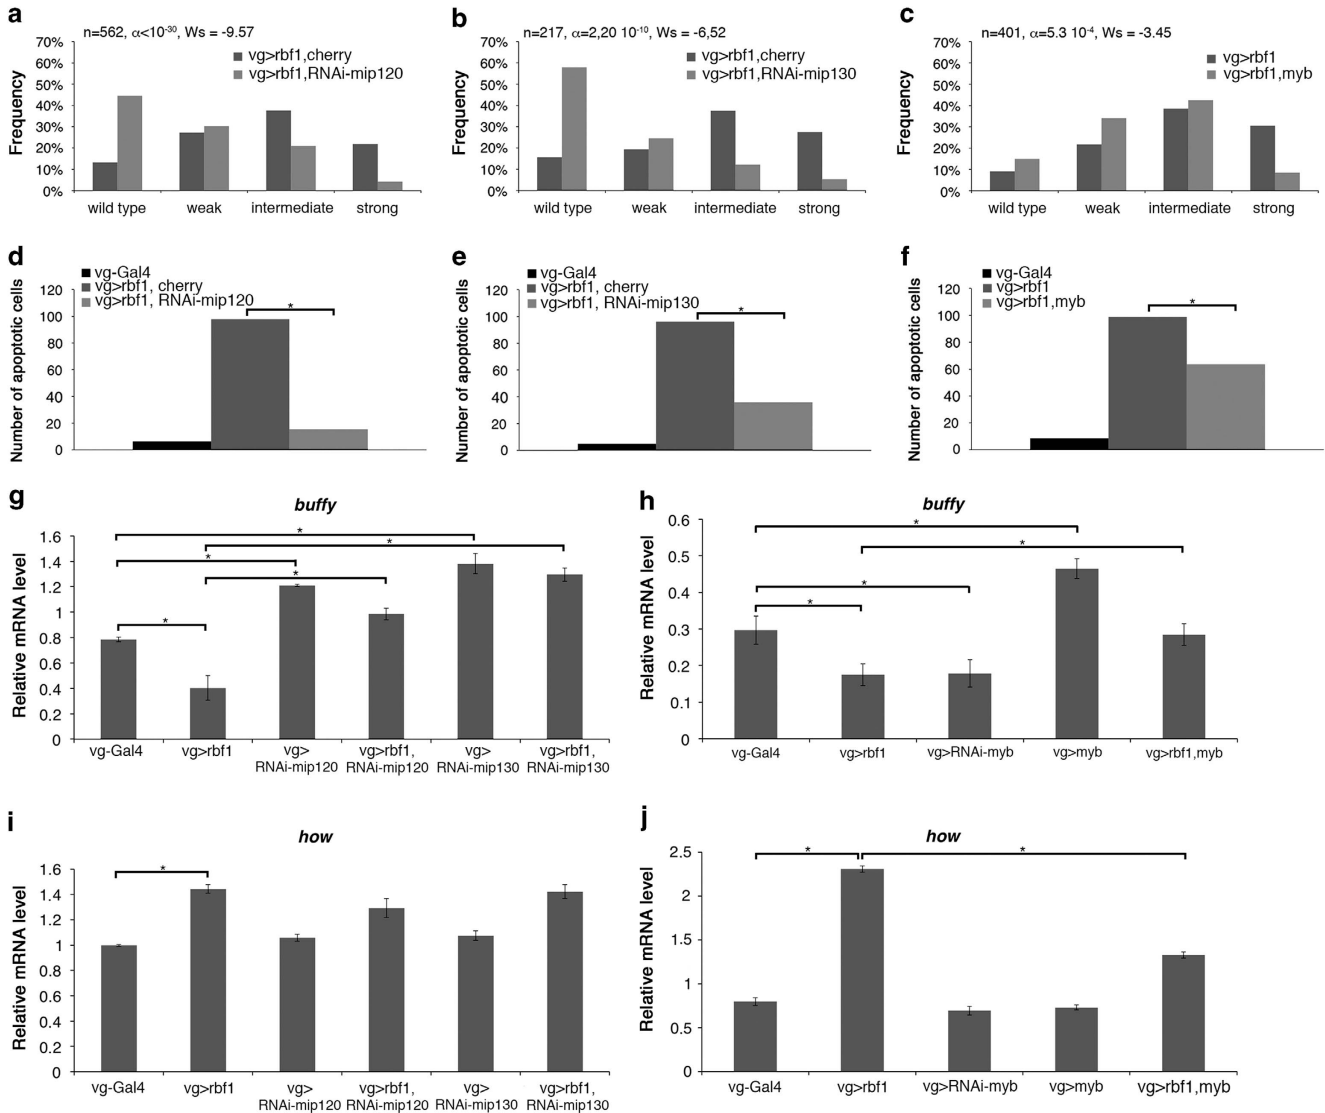 a
n=562, α<10-30, Ws = -9.57
70%
60%
50%
40%
30%
20%
10%
0%
Frequency
vg>rbf1,cherry
vg>rbf1,RNAi-mip120
wild type weak intermediate strong
b
n=217, α=2,20 10-10, Ws = -6,52
70%
60%
50%
40%
30%
20%
10%
0%
Frequency
vg>rbf1,cherry
vg>rbf1,RNAi-mip130
wild type weak intermediate strong
c
n=401, α=5.3 10-4, Ws = -3.45
70%
60%
50%
40%
30%
20%
10%
0%
Frequency
vg>rbf1
vg>rbf1,myb
wild type weak intermediate strong
d
vg-Gal4
vg>rbf1, cherry
vg>rbf1, RNAi-mip120
Number of apoptotic cells
120
100
80
60
40
20
0
*
e
vg-Gal4
vg>rbf1, cherry
vg>rbf1, RNAi-mip130
Number of apoptotic cells
120
100
80
60
40
20
0
*
f
vg-Gal4
vg>rbf1
vg>rbf1,myb
Number of apoptotic cells
120
100
80
60
40
20
0
*
g
buffy
Relative mRNA level
1.6
1.4
1.2
1
0.8
0.6
0.4
0.2
0
*
*
*
*
*
vg-Gal4 vg>rbf1 vg> vg>rbf1, vg> vg>rbf1,
RNAi-mip120 RNAi-mip120 RNAi-mip130 RNAi-mip130
h
buffy
Relative mRNA level
0.6
0.5
0.4
0.3
0.2
0.1
0
*
*
*
*
vg-Gal4 vg>rbf1 vg>RNAi-myb vg>myb vg>rbf1,myb
i
how
Relative mRNA level
1.6
1.4
1.2
1
0.8
0.6
0.4
0.2
0
*
vg-Gal4 vg>rbf1 vg> vg>rbf1, vg> vg>rbf1,
RNAi-mip120 RNAi-mip120 RNAi-mip130 RNAi-mip130
j
how
Relative mRNA level
2.5
2
1.5
1
0.5
0
* *
vg-Gal4 vg>rbf1 vg>RNAi-myb vg>myb vg>rbf1,myb